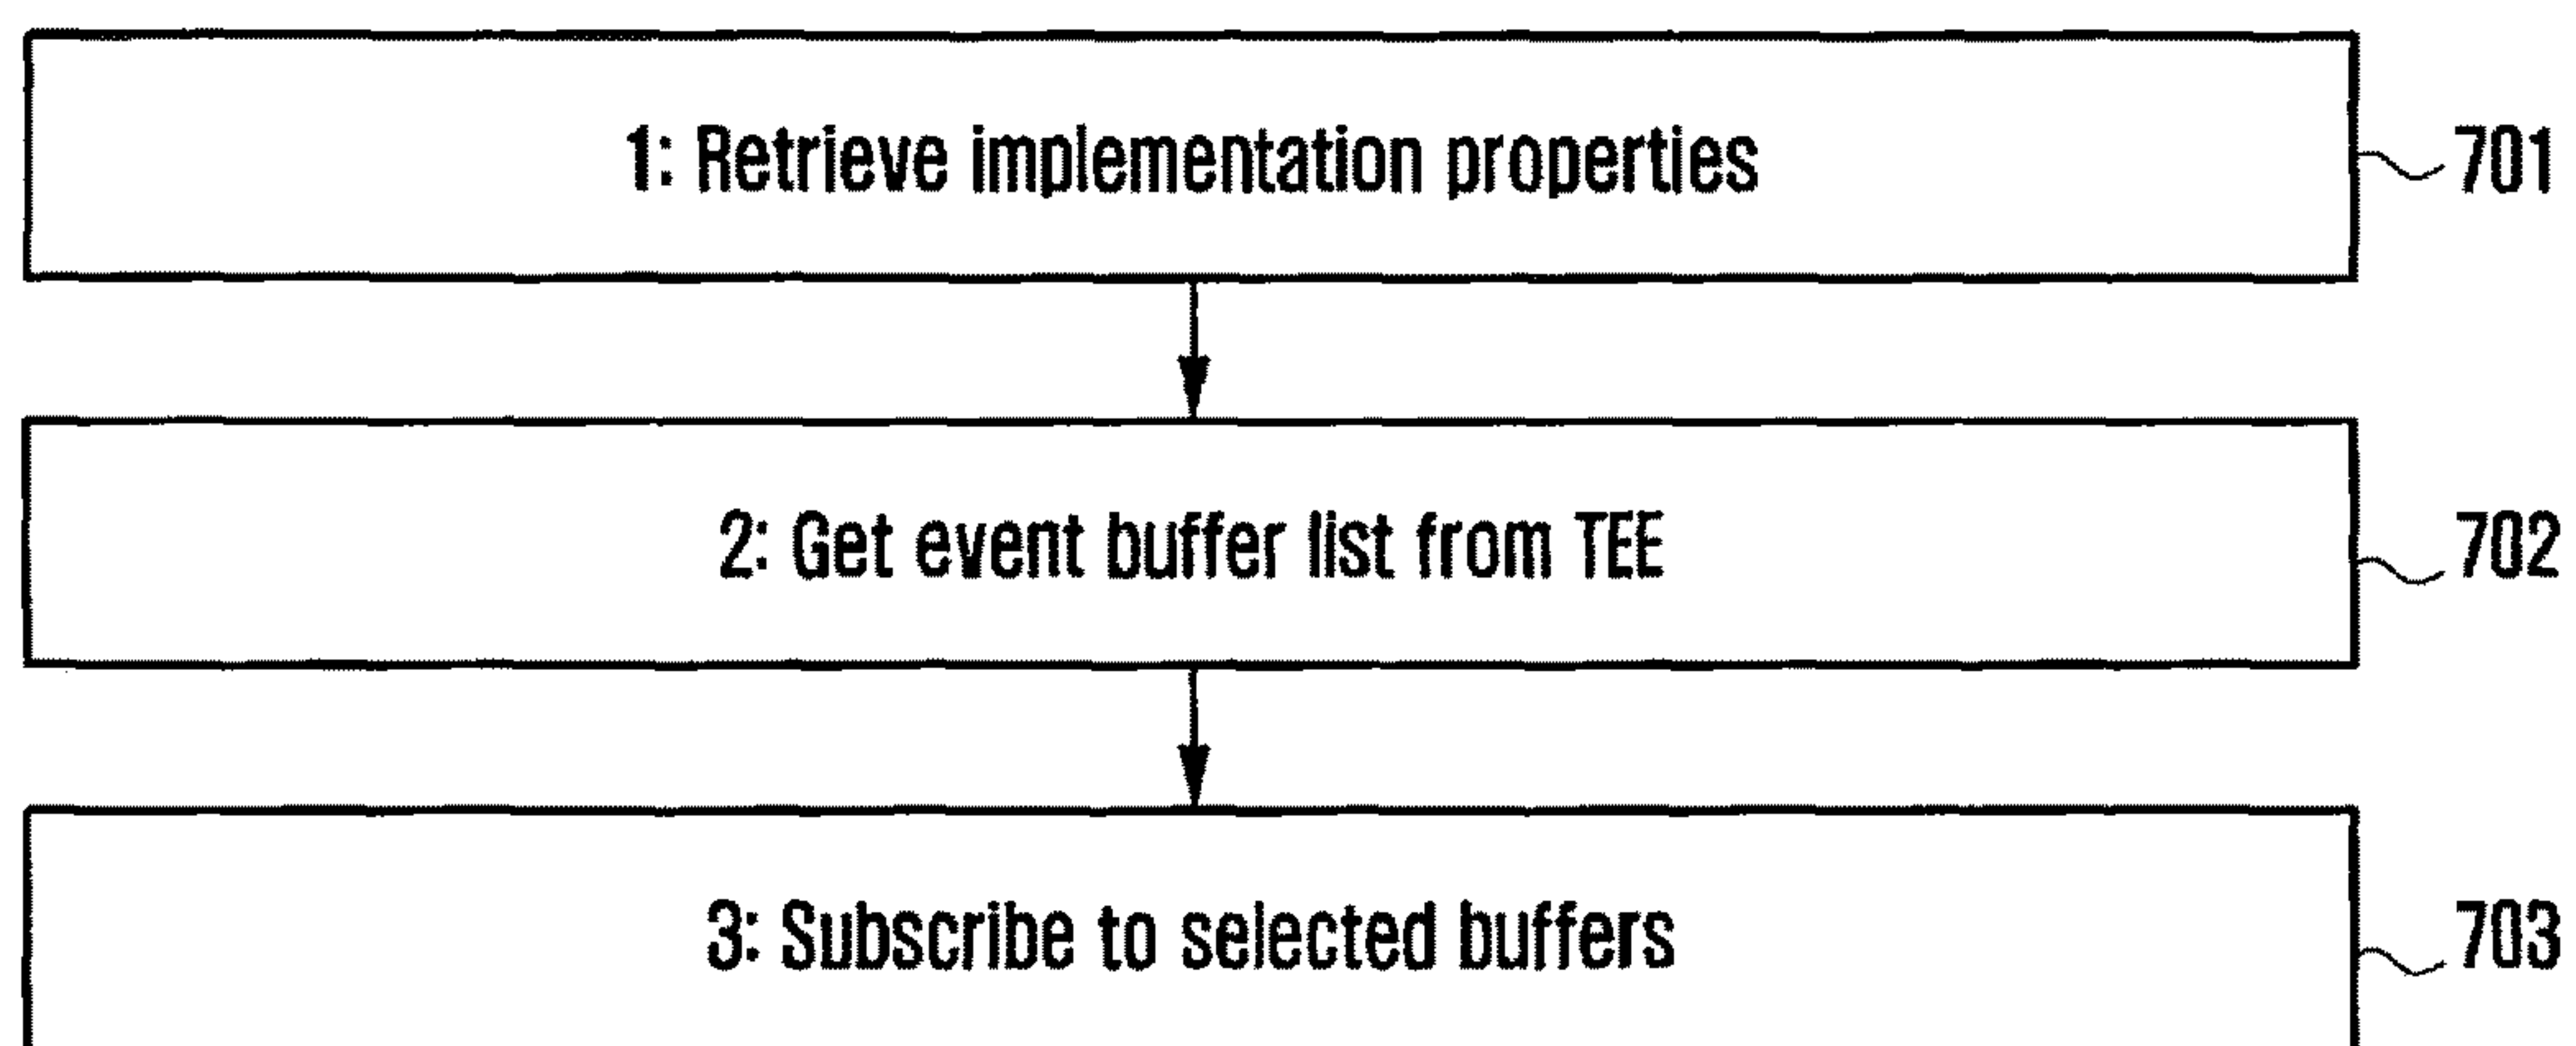 1: Retrieve implementation properties 701
2: Get event buffer list from TEE 702
3: Subscribe to selected buffers 703